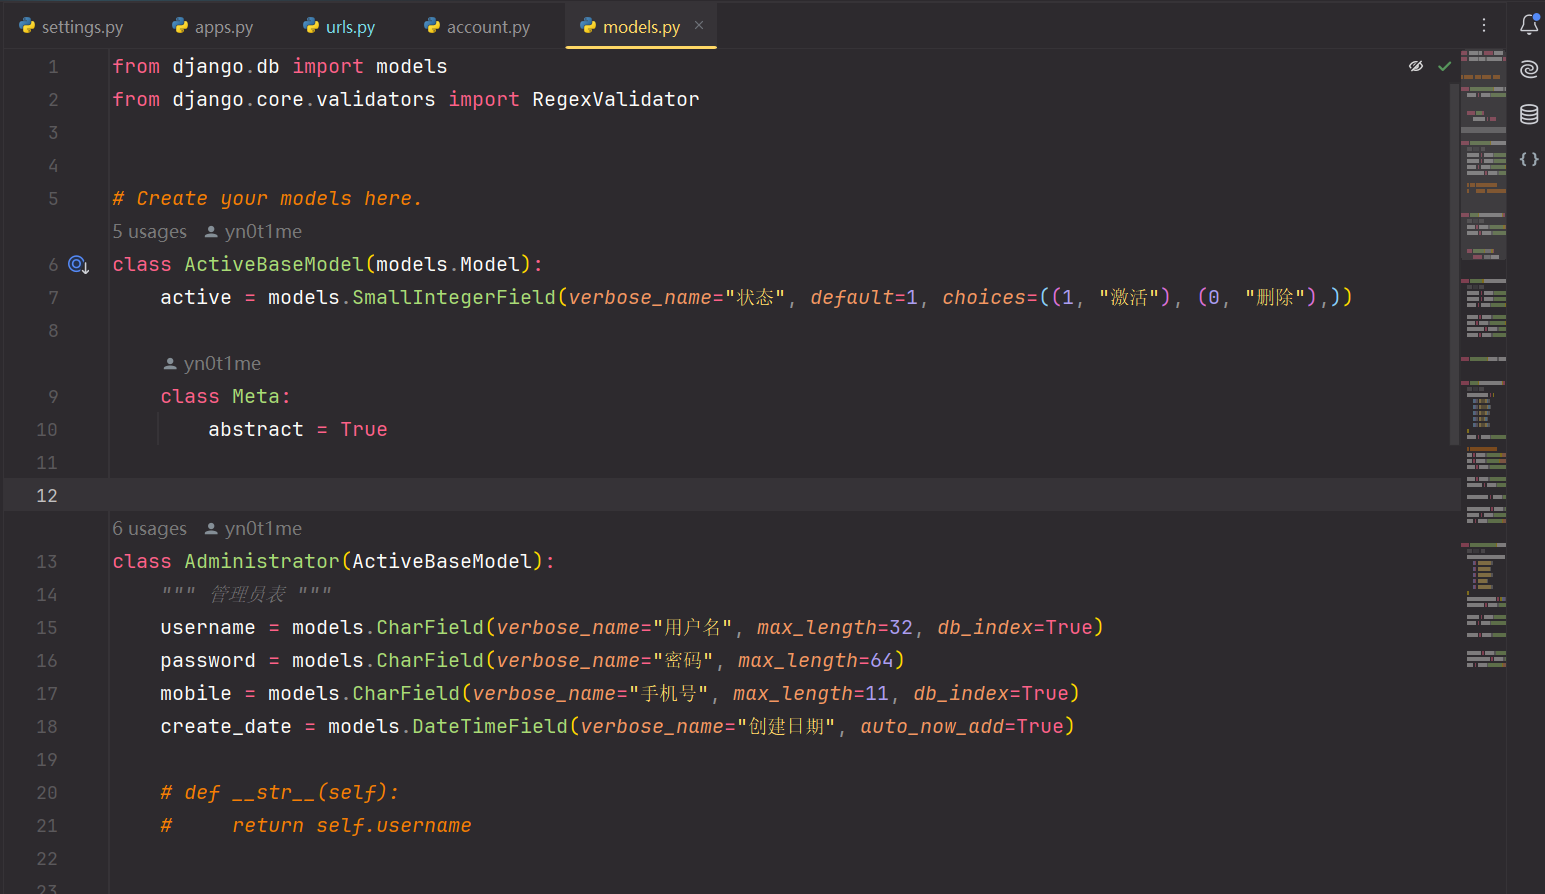 settings.py apps.py urls.py account.py models.py
1 from django.db import models
2 from django.core.validators import RegexValidator
3
4
5 # Create your models here.
5 usages yn0t1me
6 class ActiveBaseModel(models.Model):
7 active = models.SmallIntegerField(verbose_name="状态", default=1, choices=((1, "激活"), (0, "删除"),))
8
yn0t1me
9 class Meta:
10 abstract = True
11
12
6 usages yn0t1me
13 class Administrator(ActiveBaseModel):
14 """ 管理员表 """
15 username = models.CharField(verbose_name="用户名", max_length=32, db_index=True)
16 password = models.CharField(verbose_name="密码", max_length=64)
17 mobile = models.CharField(verbose_name="手机号", max_length=11, db_index=True)
18 create_date = models.DateTimeField(verbose_name="创建日期", auto_now_add=True)
19
20 # def __str__(self):
21 # return self.username
22
23